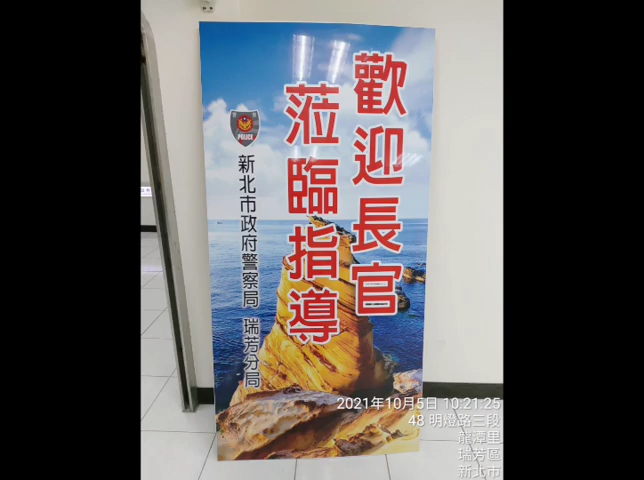 歡迎長官
蒞臨指導
POLICE
新北市政府警察局 瑞芳分局
2021年10月5日 10:21:25
48 明燈路三段
龍潭里
瑞芳區
新北市